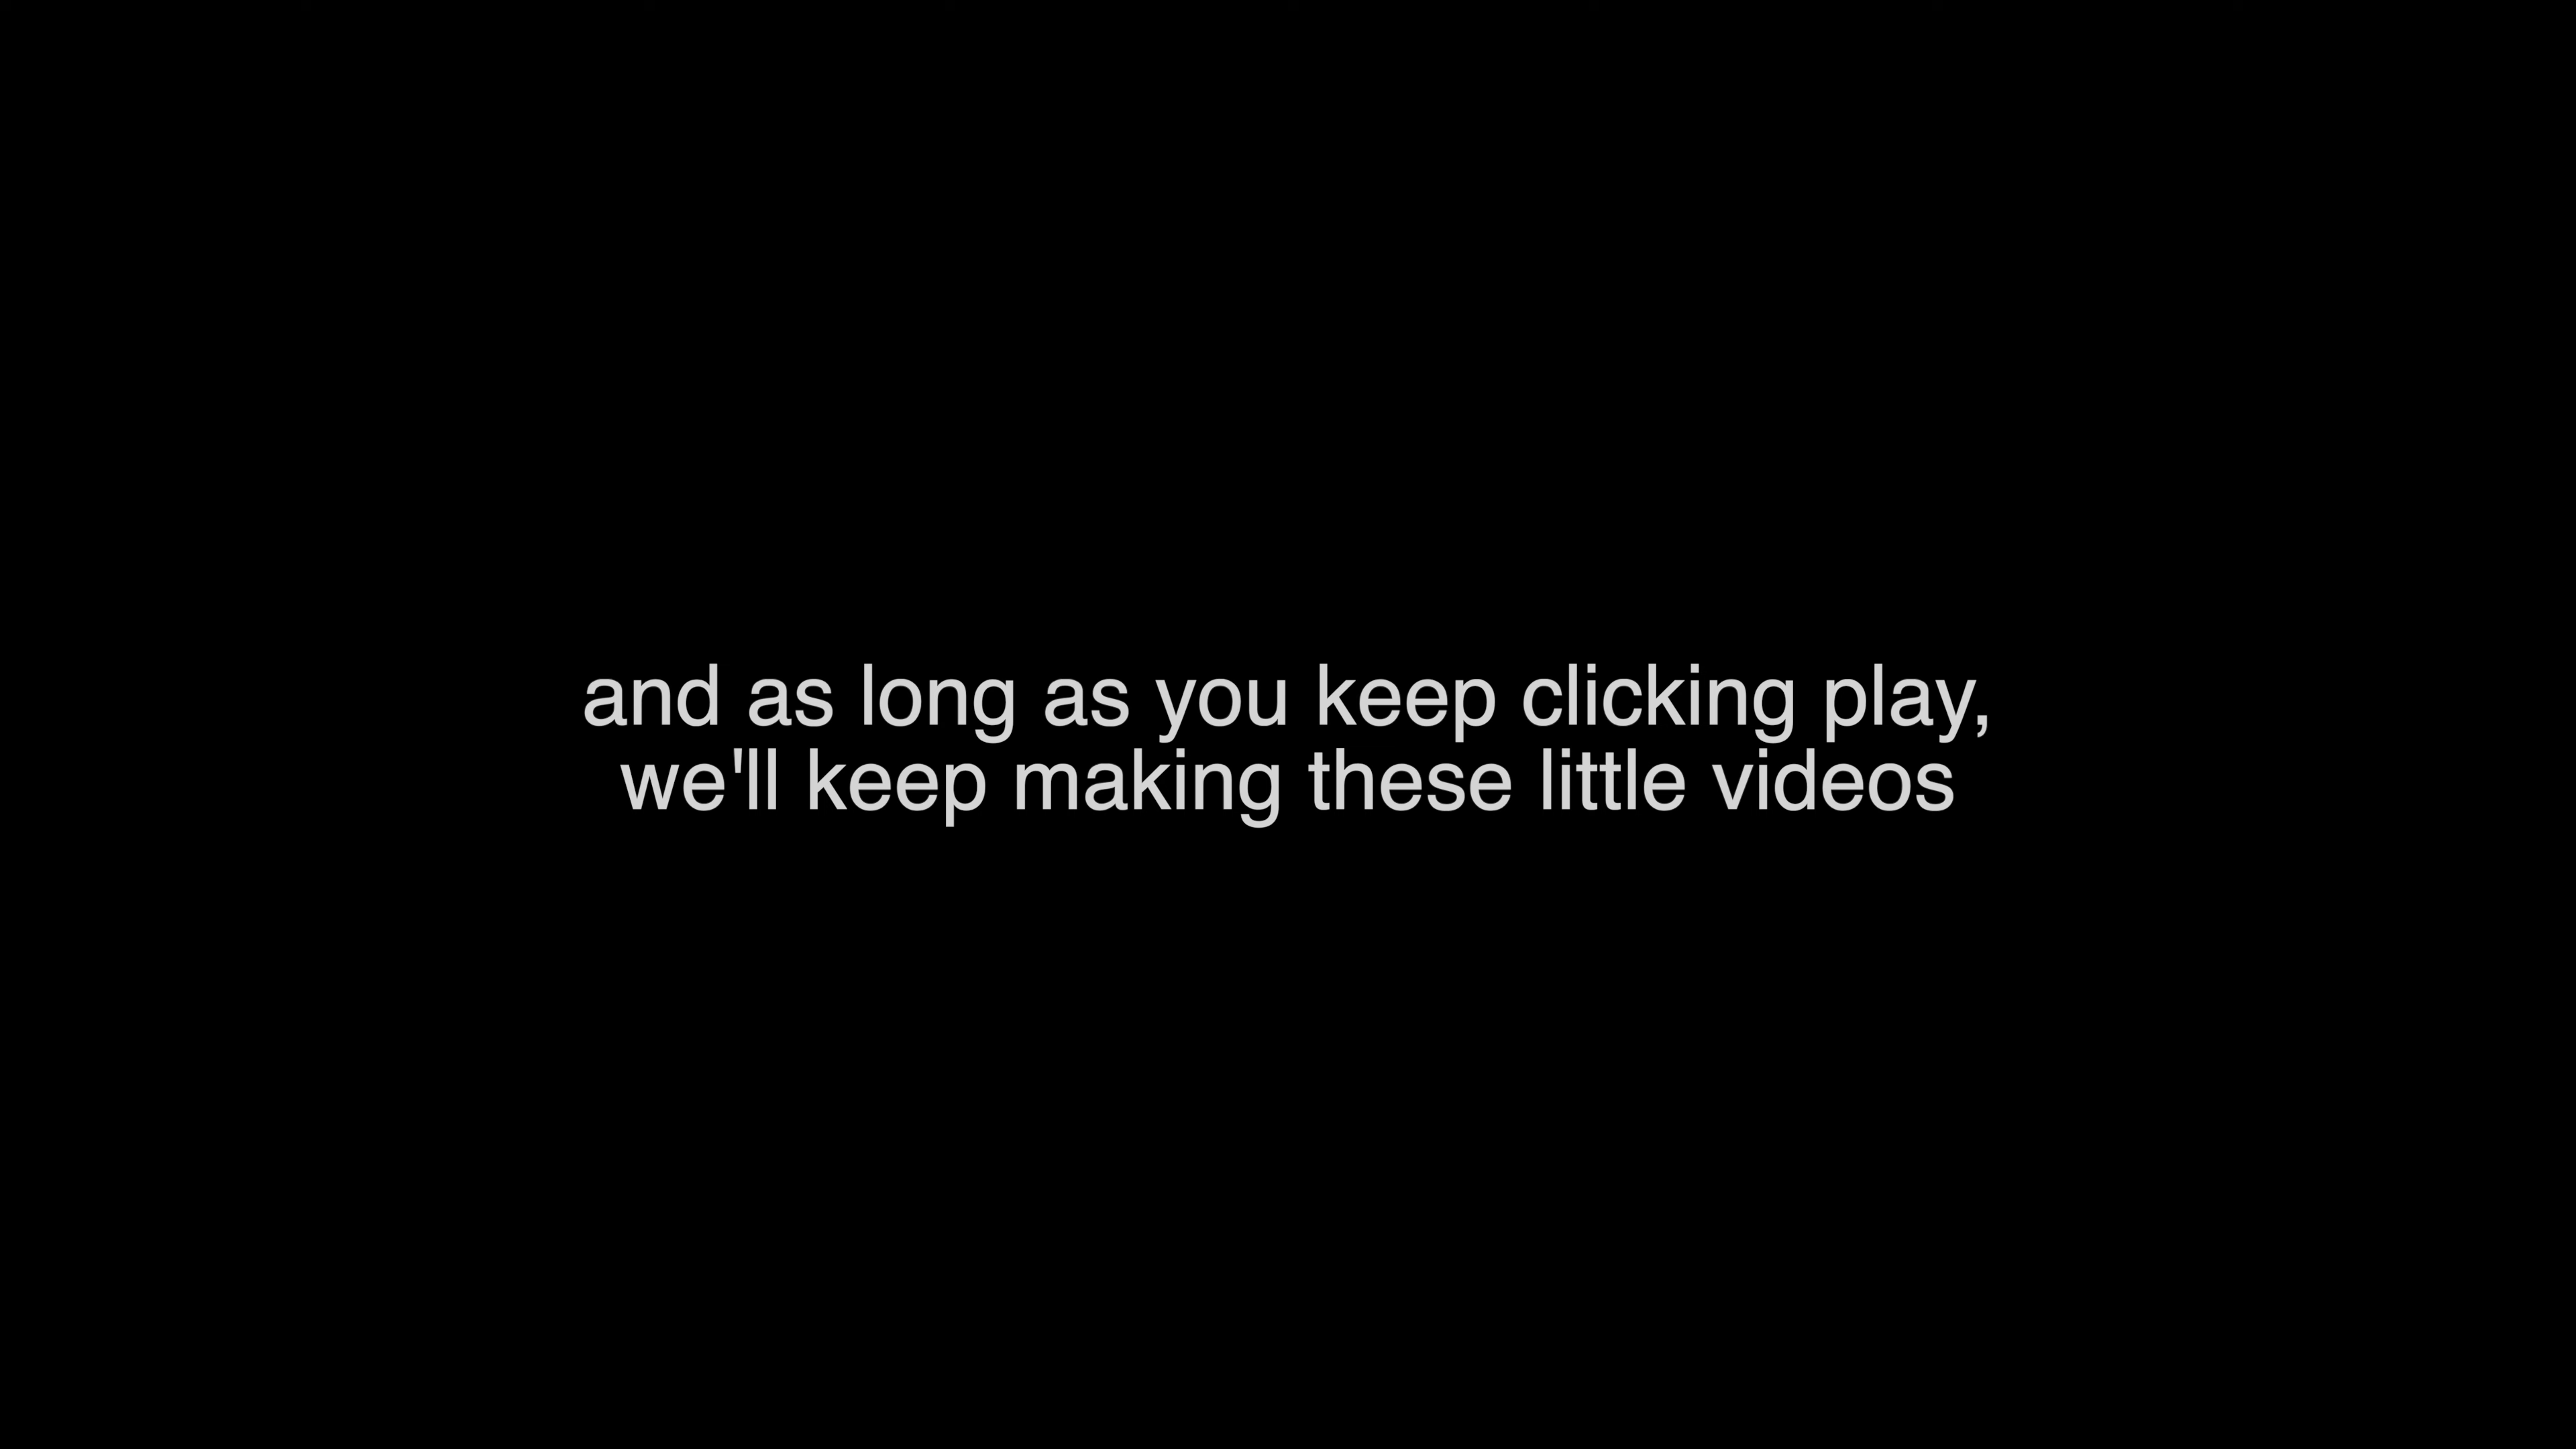 and as long as you keep clicking play,
we'll keep making these little videos